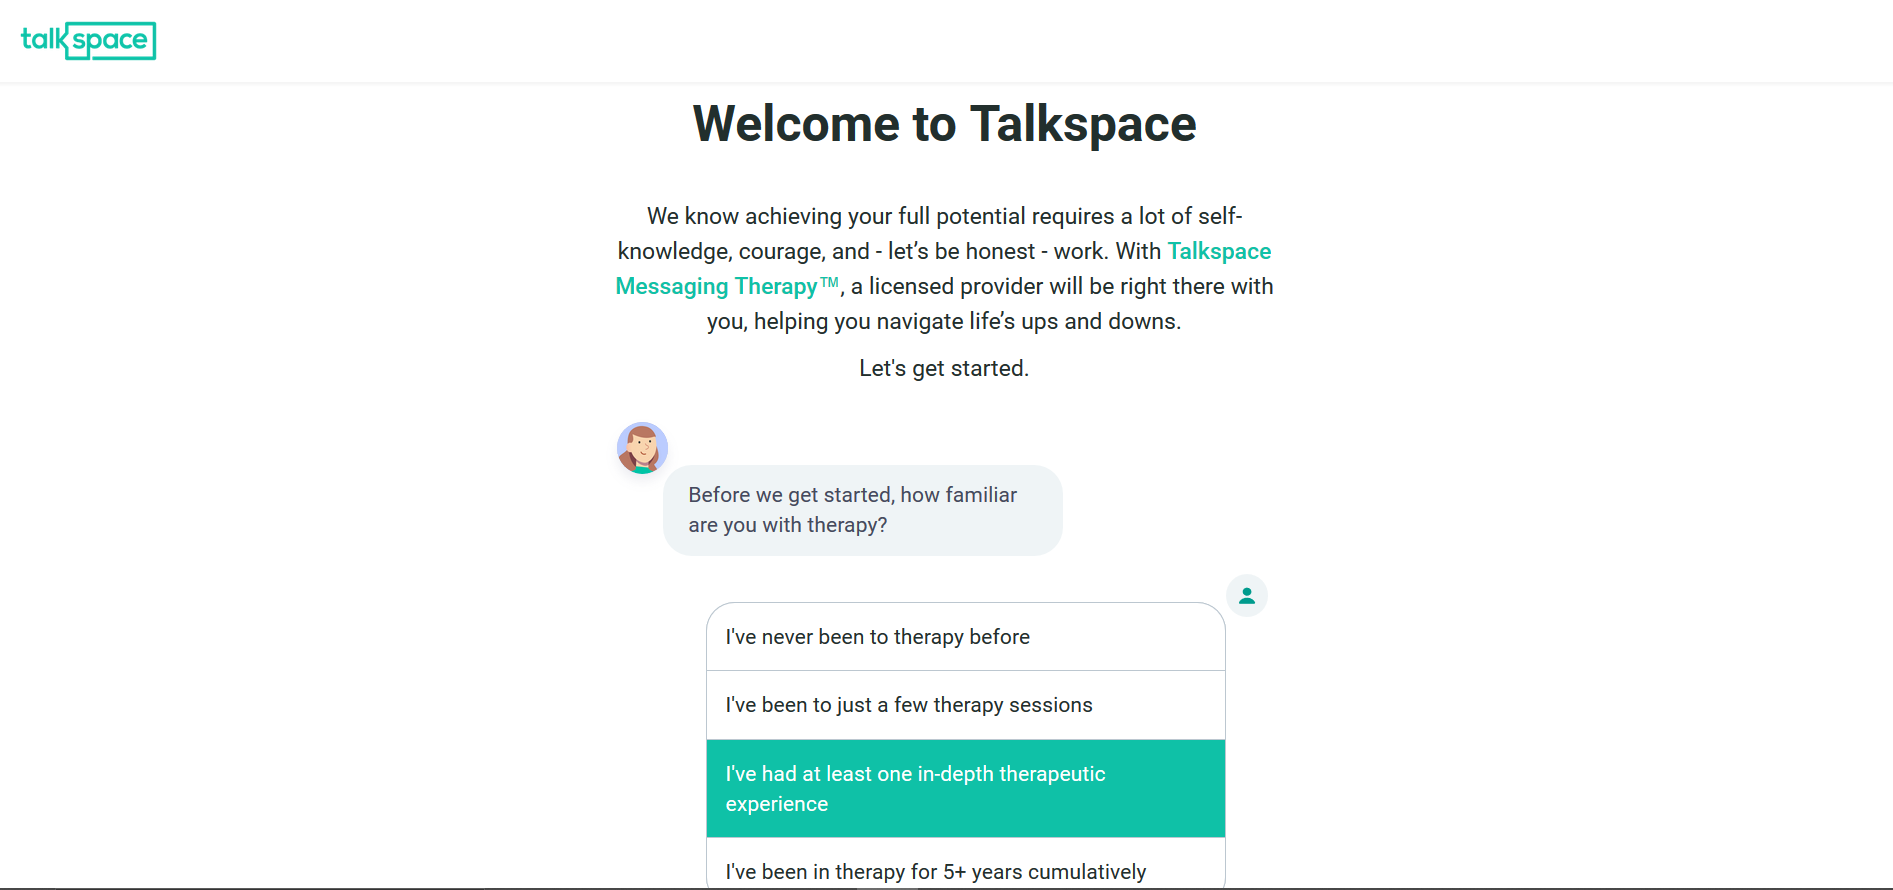 talkspace
Welcome to Talkspace
We know achieving your full potential requires a lot of self-
knowledge, courage, and - let’s be honest - work. With Talkspace
Messaging Therapy™, a licensed provider will be right there with
you, helping you navigate life’s ups and downs.
Let's get started.
Before we get started, how familiar
are you with therapy?
I've never been to therapy before
I've been to just a few therapy sessions
I've had at least one in-depth therapeutic
experience
I've been in therapy for 5+ years cumulatively